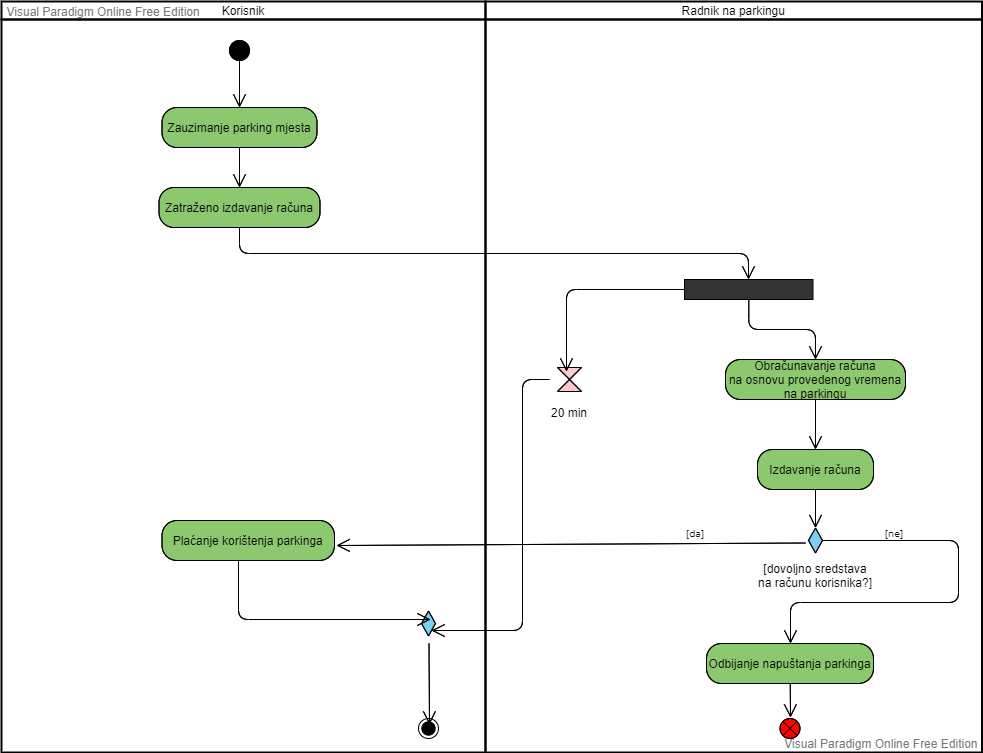 Visual Paradigm Online Free Edition
Korisnik
Radnik na parkingu
Zauzimanje parking mjesta
Zatraženo izdavanje računa
Obračunavanje računa
na osnovu provedenog vremena
na parkingu
20 min
Izdavanje računa
Plaćanje korištenja parkinga
[da]
[ne]
[dovoljno sredstava
na računu korisnika?]
Odbijanje napuštanja parkinga
Visual Paradigm Online Free Edition